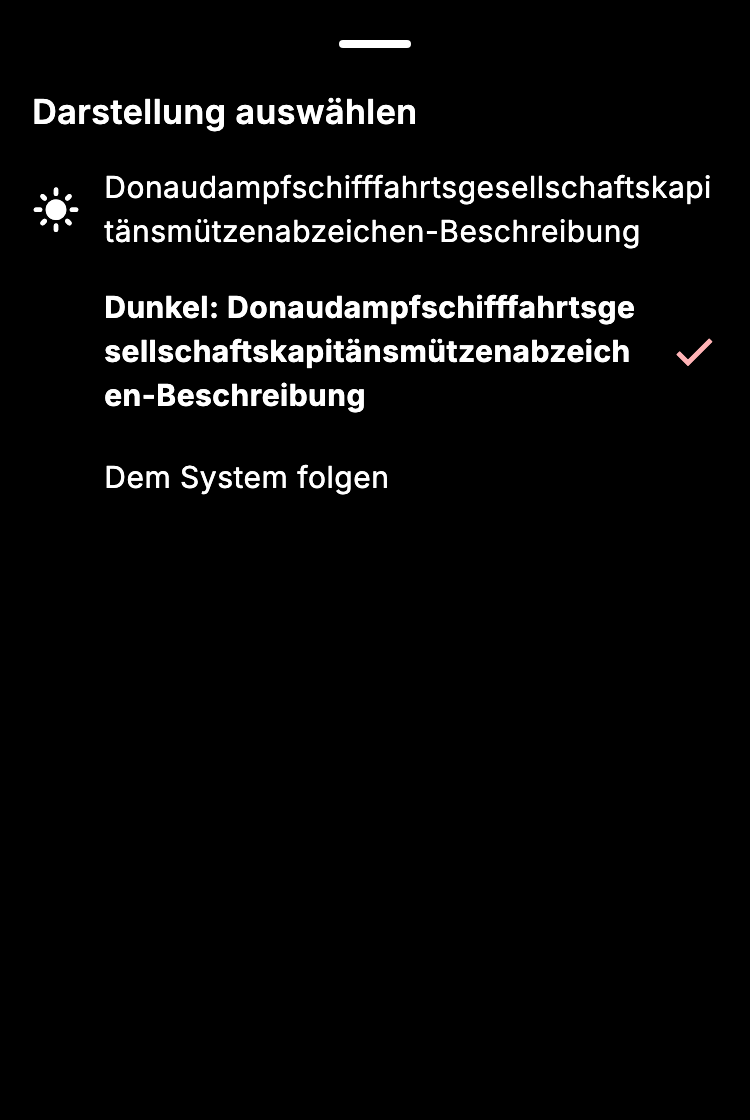 Darstellung auswählen
Donaudampfschifffahrtsgesellschaftskapi
tänsmützenabzeichen-Beschreibung
Dunkel: Donaudampfschifffahrtsge
sellschaftskapitänsmützenabzeich
en-Beschreibung
Dem System folgen